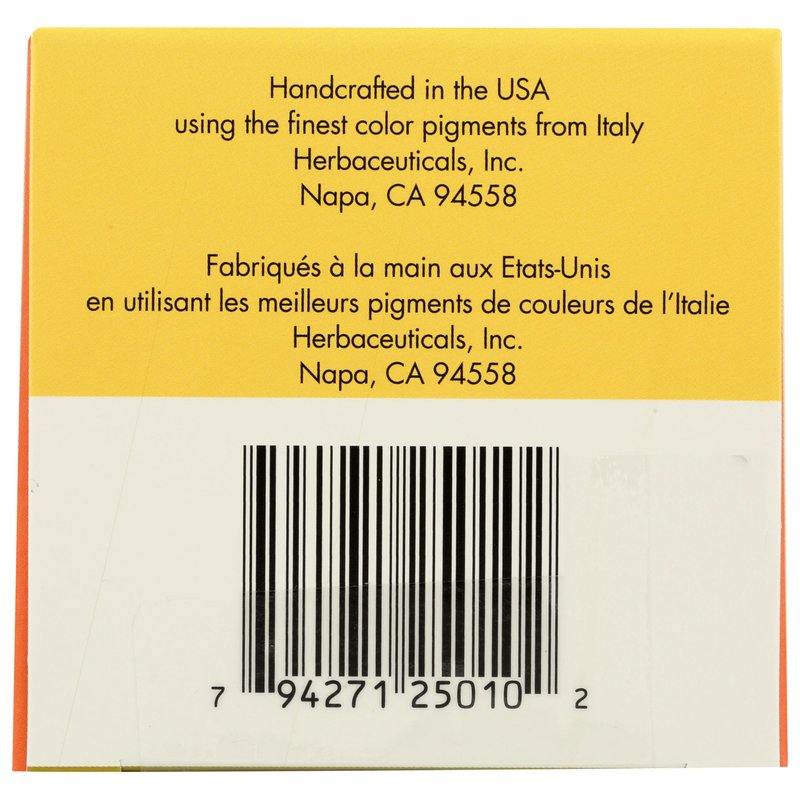 Handcrafted in the USA
using the finest color pigments from Italy
Herbaceuticals, Inc.
Napa, CA 94558
Fabriqués à la main aux Etats-Unis
en utilisant les meilleurs pigments de couleurs de l'Italie
Herbaceuticals, Inc.
Napa, CA 94558
7 94271 25010 2